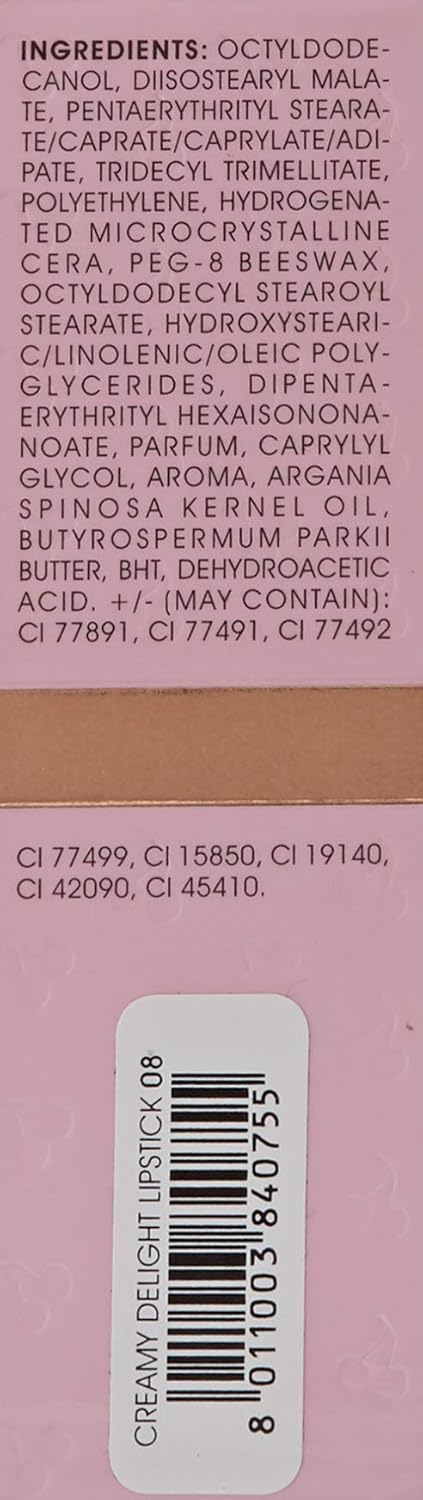 INGREDIENTS: OCTYLDODE-
CANOL, DIISOSTEARYL MALA-
TE, PENTAERYTHRITYL STEARA-
TE/CAPRATE/CAPRYLATE/ADI-
PATE, TRIDECYL TRIMELLITATE,
POLYETHYLENE, HYDROGENA-
TED MICROCRYSTALLINE
CERA, PEG-8 BEESWAX,
OCTYLDODECYL STEAROYL
STEARATE, HYDROXYSTEARI-
C/LINOLENIC/OLEIC POLY-
GLYCERIDES, DIPENTA-
ERYTHRITYL HEXAISONONA-
NOATE, PARFUM, CAPRYLYL
GLYCOL, AROMA, ARGANIA
SPINOSA KERNEL OIL,
BUTYROSPERMUM PARKII
BUTTER, BHT, DEHYDROACETIC
ACID. +/- (MAY CONTAIN):
CI 77891, CI 77491, CI 77492
CI 77499, CI 15850, CI 19140,
CI 42090, CI 45410.
CREAMY DELIGHT LIPSTICK 08
8 011003 840755